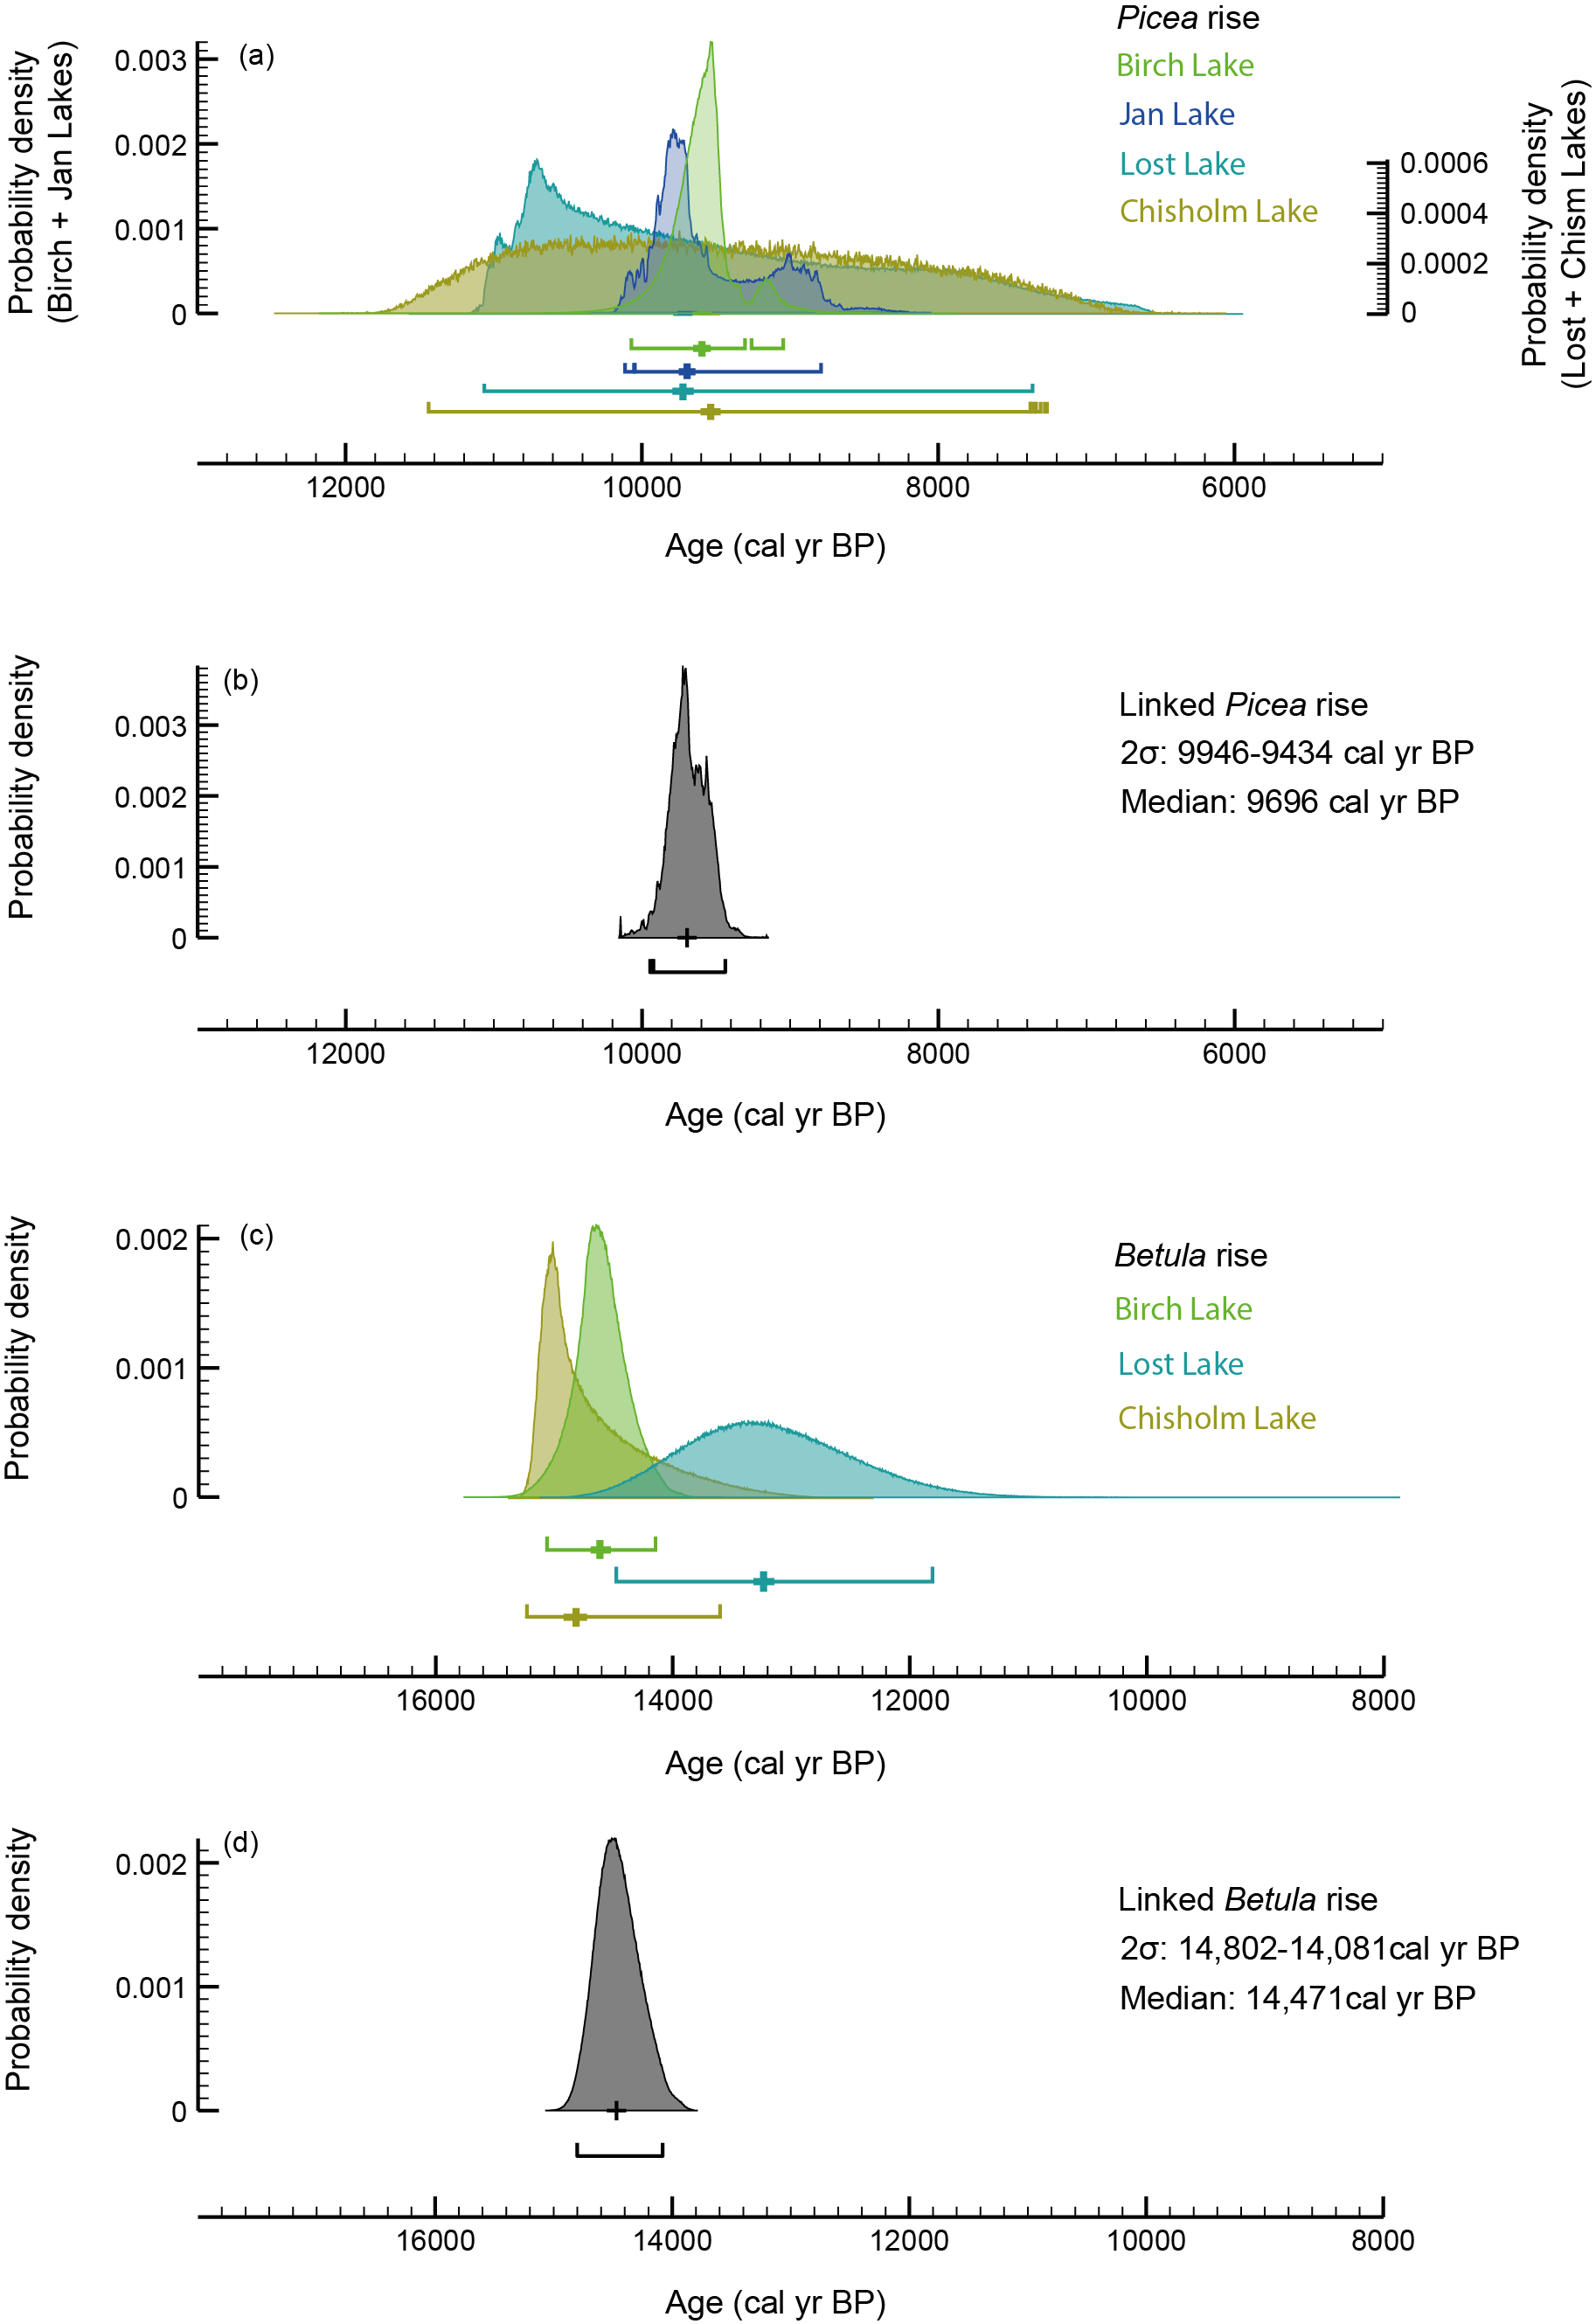 Picea rise
Birch Lake
Jan Lake
Lost Lake
Chisholm Lake
(a)
Probability density
(Birch + Jan Lakes)
0.003
0.002
0.001
0
Probability density
(Lost + Chism Lakes)
0.0006
0.0004
0.0002
0
12000 10000 8000 6000
Age (cal yr BP)
(b)
Probability density
0.003
0.002
0.001
0
Linked Picea rise
2σ: 9946-9434 cal yr BP
Median: 9696 cal yr BP
12000 10000 8000 6000
Age (cal yr BP)
(c)
Probability density
0.002
0.001
0
Betula rise
Birch Lake
Lost Lake
Chisholm Lake
16000 14000 12000 10000 8000
Age (cal yr BP)
(d)
Probability density
0.002
0.001
0
Linked Betula rise
2σ: 14,802-14,081cal yr BP
Median: 14,471cal yr BP
16000 14000 12000 10000 8000
Age (cal yr BP)